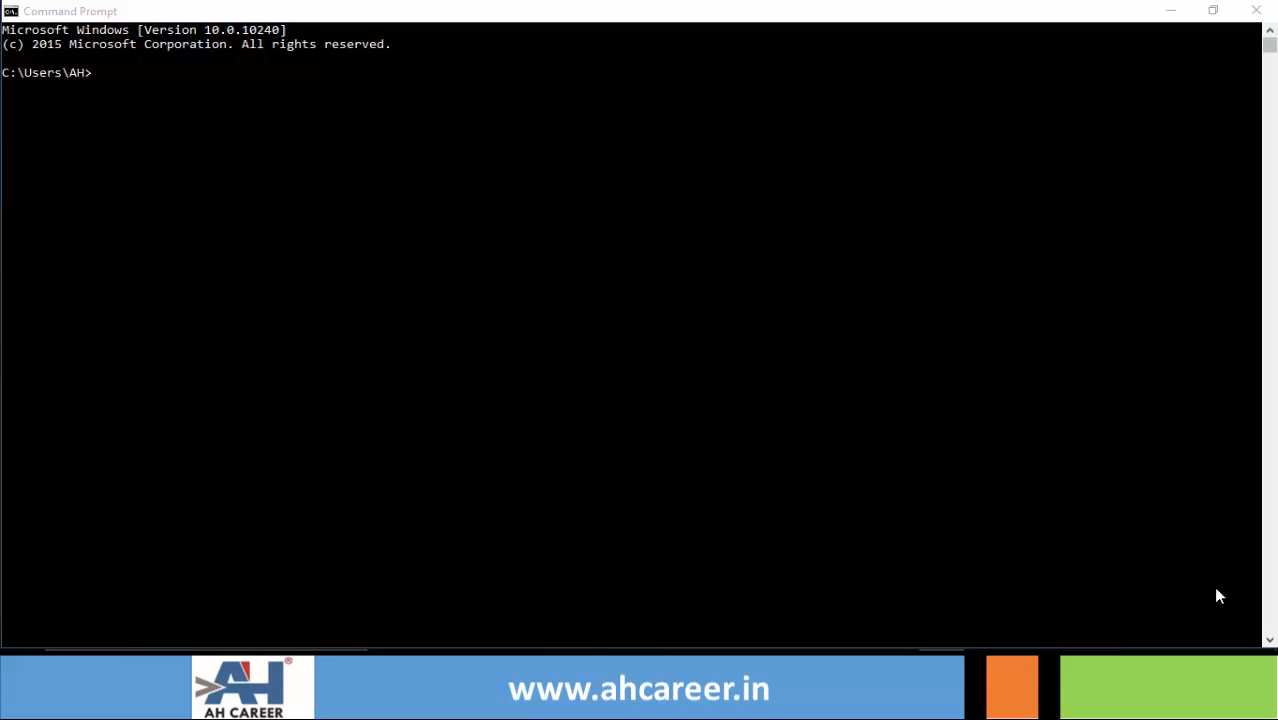 Command Prompt
Microsoft Windows [Version 10.0.10240]
(c) 2015 Microsoft Corporation. All rights reserved.
C:\Users\AH>
AH®
AH CAREER
www.ahcareer.in